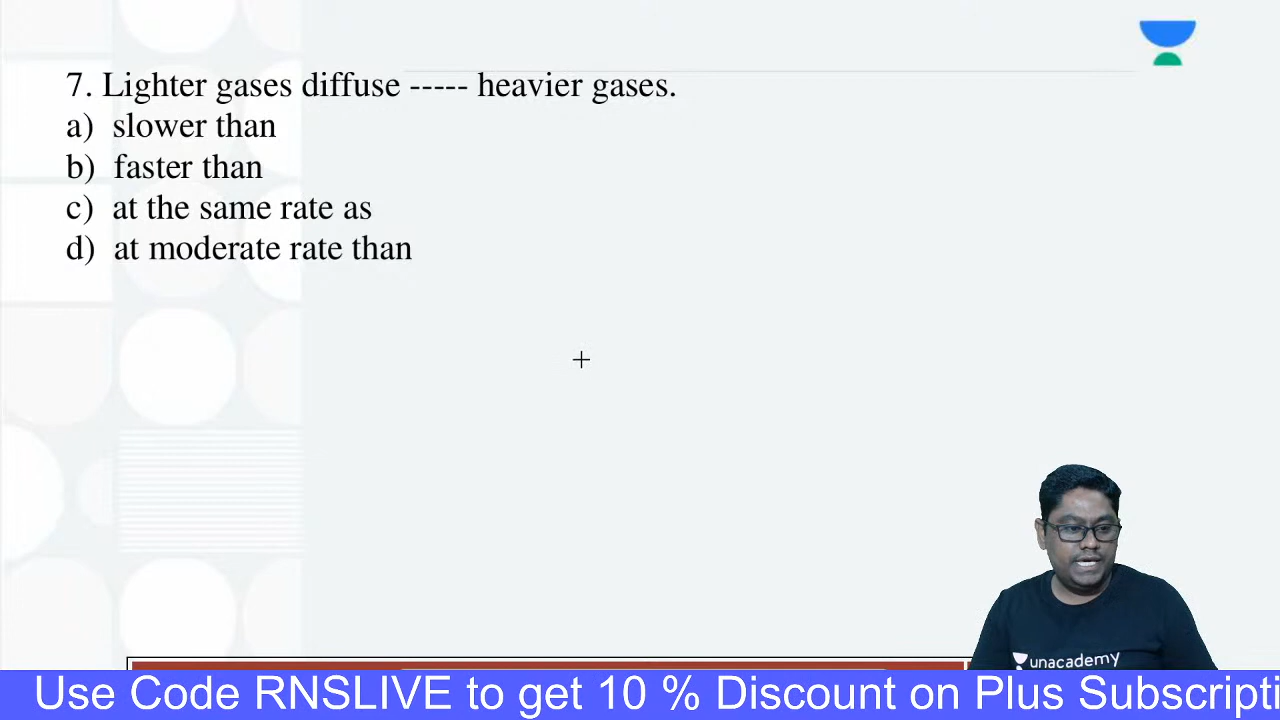 7. Lighter gases diffuse ----- heavier gases.
a) slower than
b) faster than
c) at the same rate as
d) at moderate rate than
unacademy
Use Code RNSLIVE to get 10 % Discount on Plus Subscripti